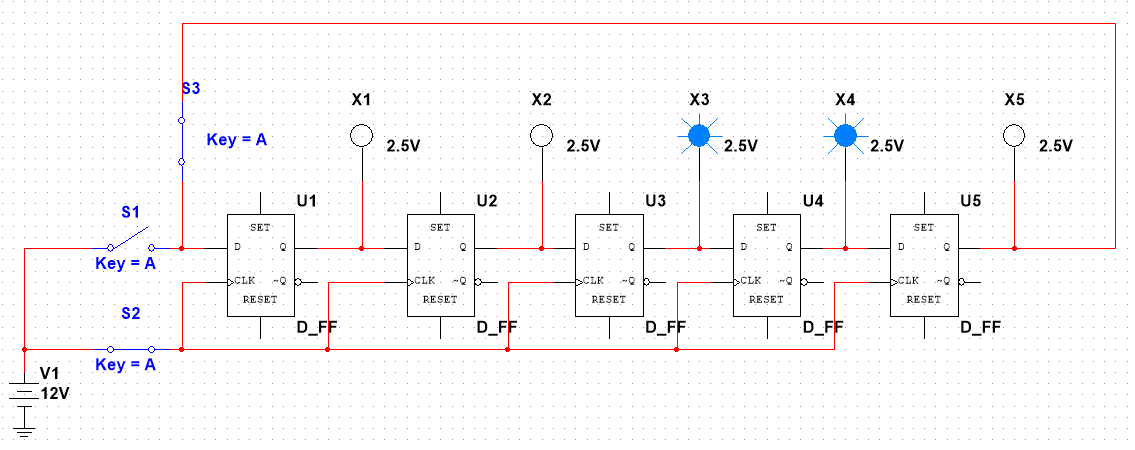 S3
Key = A
X1
2.5V
X2
2.5V
X3
2.5V
X4
2.5V
X5
2.5V
S1
Key = A
S2
Key = A
V1
12V
U1
SET
D Q
CLK ~Q
RESET
D_FF
U2
SET
D Q
CLK ~Q
RESET
D_FF
U3
SET
D Q
CLK ~Q
RESET
D_FF
U4
SET
D Q
CLK ~Q
RESET
D_FF
U5
SET
D Q
CLK ~Q
RESET
D_FF